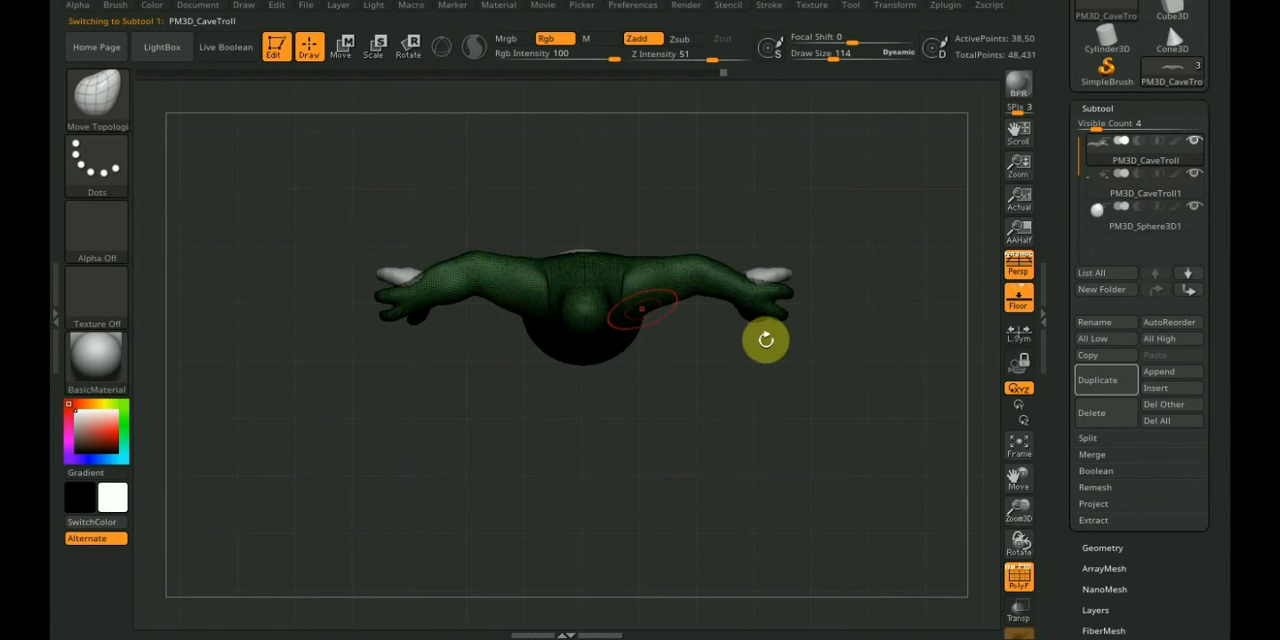 Alpha Brush Color Document Draw Edit File Layer Light Macro Marker Material Movie Picker Preferences Render Stencil Stroke Texture Tool Transform Zplugin Zscript
Switching to Subtool 1: PM3D_CaveTroll
Home Page LightBox Live Boolean Edit Draw Move Scale Rotate
Mrgb Rgb M Zadd Zsub Zcut
Rgb Intensity 100 Z Intensity 51
Focal Shift 0
Draw Size 114 Dynamic
S D
ActivePoints: 38,50
TotalPoints: 48,431
PM3D_CaveTro Cube3D
Cylinder3D Cone3D
3
SimpleBrush PM3D_CaveTro
Move Topologi
Dots
Alpha Off
Texture Off
BasicMaterial
Gradient
SwitchColor
Alternate
BPR
SPix 3
Scroll
Zoom
Actual
AAHalf
Persp
Floor
L.Sym
XYZ
Frame
Move
Zoom3D
Rotate
PolyF
Transp
Subtool
Visible Count 4
PM3D_CaveTroll
PM3D_CaveTroll1
PM3D_Sphere3D1
List All
New Folder
Rename AutoReorder
All Low All High
Copy Paste
Duplicate Append
Insert
Delete Del Other
Del All
Split
Merge
Boolean
Remesh
Project
Extract
Geometry
ArrayMesh
NanoMesh
Layers
FiberMesh